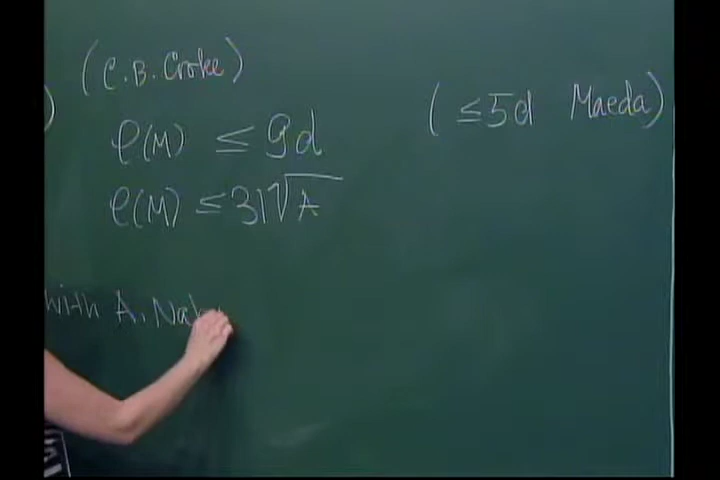 (C.B. Croke)
ℓ(M) ≤ 9d (≤ 5d Maeda)
ℓ(M) ≤ 31√A
with A. Nab